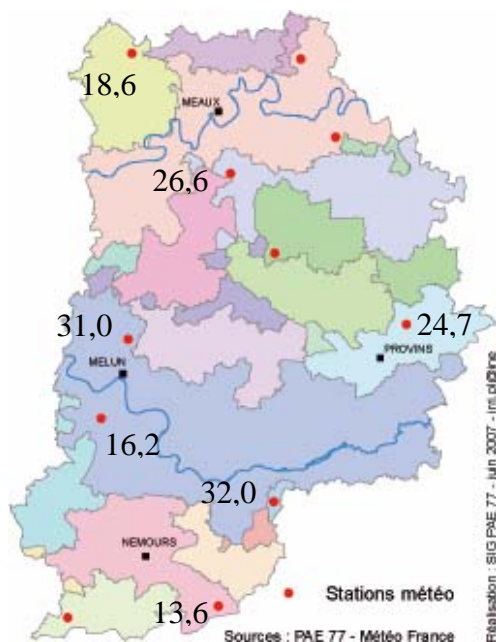 18,6
MEAUX
26,6
31,0
24,7
MELUN
PROVINS
16,2
32,0
NEMOURS
Stations météo
13,6
Sources : PAE 77 - Météo France
Réalisation : SIG PAE 77 - juin 2007 -